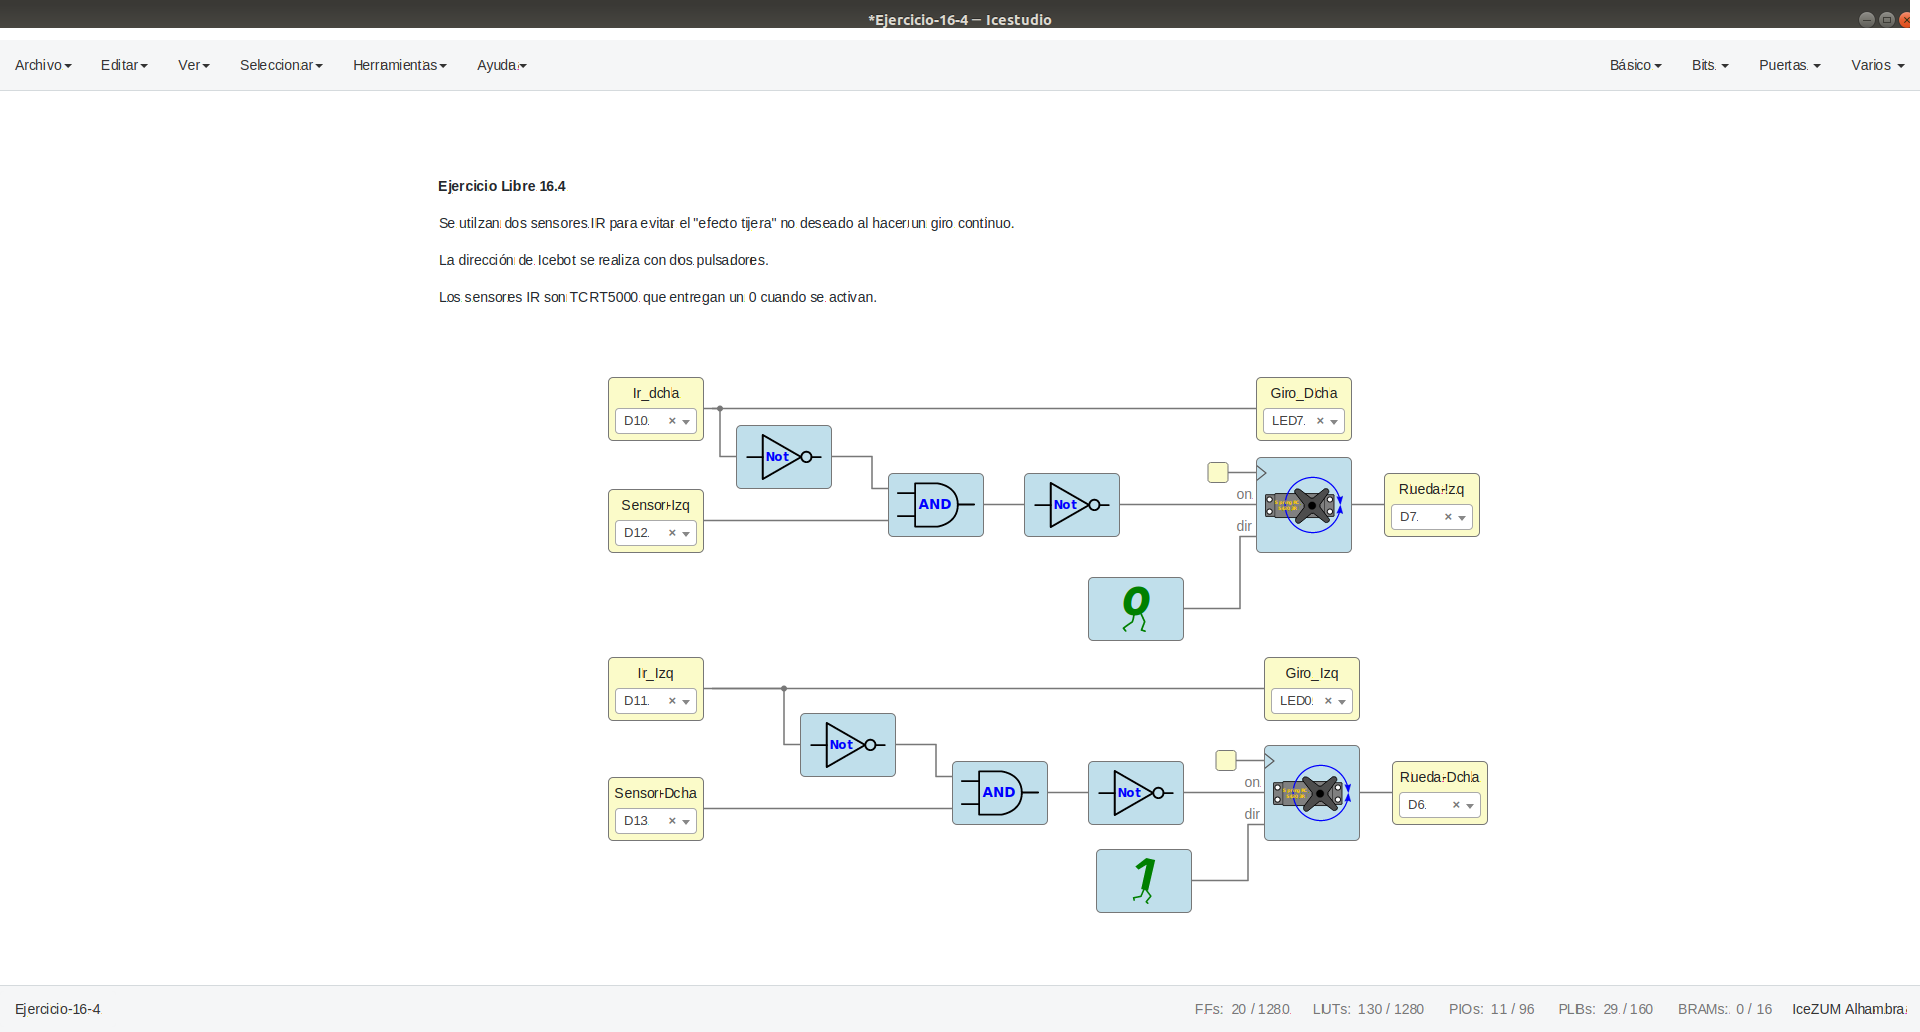 *Ejercicio-16-4 — Icestudio
Archivo Editar Ver Seleccionar Herramientas Ayuda Básico Bits Puertas Varios
Ejercicio Libre 16.4
Se utilzan dos sensores IR para evitar el "efecto tijera" no deseado al hacer un giro contínuo.
La dirección de Icebot se realiza con dos pulsadores.
Los sensores IR son TCRT5000 que entregan un 0 cuando se activan.
Ir_dcha
D10
Giro_Dcha
LED7
Not
Sensor-Izq
D12
AND
Not
on
dir
Rueda-Izq
D7
0
Ir_Izq
D11
Giro_Izq
LED0
Not
Sensor-Dcha
D13
AND
Not
on
dir
Rueda-Dcha
D6
1
Ejercicio-16-4 FFs: 20 / 1280 LUTs: 130 / 1280 PIOs: 11 / 96 PLBs: 29 / 160 BRAMs: 0 / 16 IceZUM Alhambra